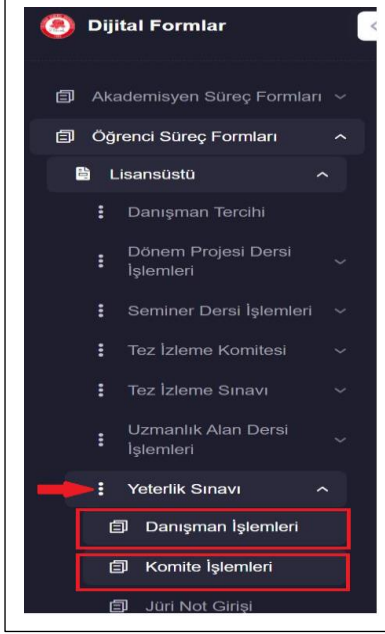 Dijital Formlar
Akademisyen Süreç Formları
Öğrenci Süreç Formları
Lisansüstü
Danışman Tercihi
Dönem Projesi Dersi
İşlemleri
Seminer Dersi İşlemleri
Tez İzleme Komitesi
Tez İzleme Sınavı
Uzmanlık Alan Dersi
İşlemleri
Yeterlik Sınavı
Danışman İşlemleri
Komite İşlemleri
Jüri Not Girişi